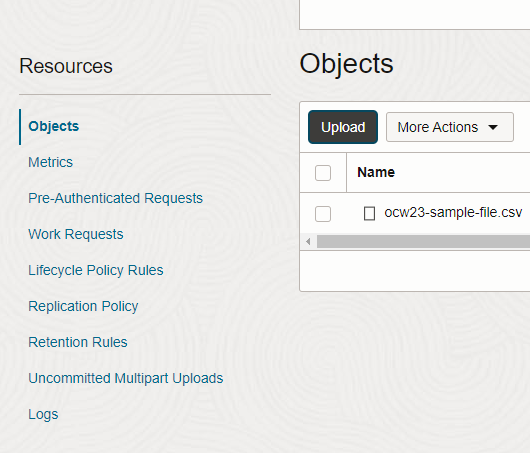 Resources
Objects
Metrics
Pre-Authenticated Requests
Work Requests
Lifecycle Policy Rules
Replication Policy
Retention Rules
Uncommitted Multipart Uploads
Logs
Objects
Upload
More Actions
Name
ocw23-sample-file.csv